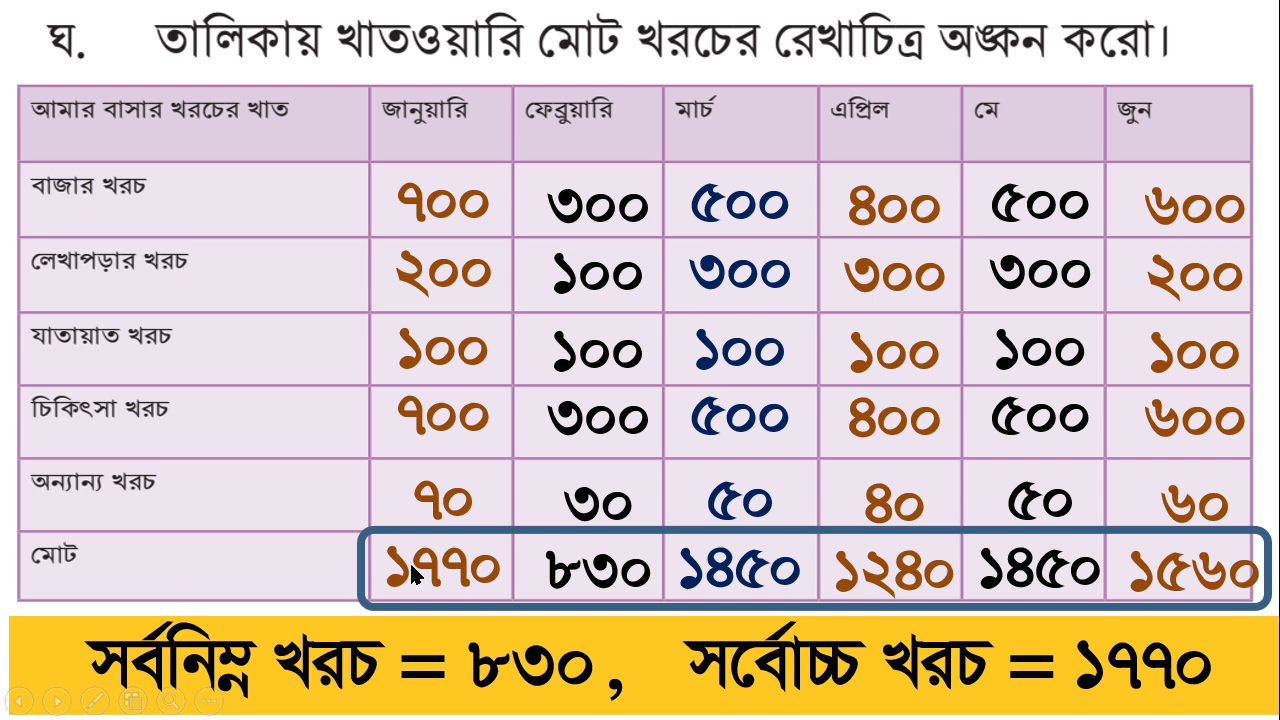 ঘ. তালিকায় খাতওয়ারি মোট খরচের রেখাচিত্র অঙ্কন করো।
আমার বাসার খরচের খাত জানুয়ারি ফেব্রুয়ারি মার্চ এপ্রিল মে জুন
বাজার খরচ ৭০০ ৩০০ ৫০০ ৪০০ ৫০০ ৬০০
লেখাপড়ার খরচ ২০০ ১০০ ৩০০ ৩০০ ৩০০ ২০০
যাতায়াত খরচ ১০০ ১০০ ১০০ ১০০ ১০০ ১০০
চিকিৎসা খরচ ৭০০ ৩০০ ৫০০ ৪০০ ৫০০ ৬০০
অন্যান্য খরচ ৭০ ৩০ ৫০ ৪০ ৫০ ৬০
মোট ১৭৭০ ৮৩০ ১৪৫০ ১২৪০ ১৪৫০ ১৫৬০
সর্বনিম্ন খরচ = ৮৩০, সর্বোচ্চ খরচ = ১৭৭০